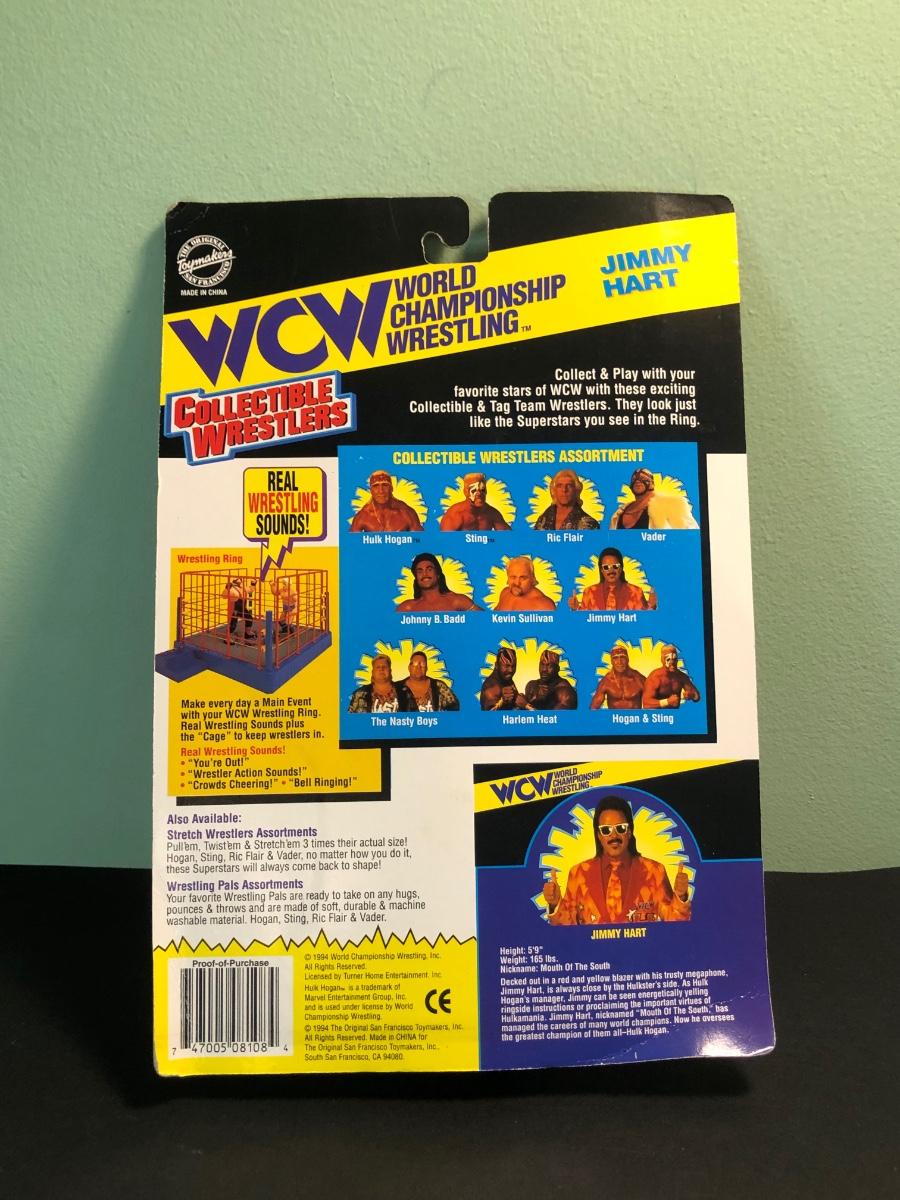 THE ORIGINAL
Toymakers
SAN FRANCISCO
MADE IN CHINA
WCW WORLD
CHAMPIONSHIP
WRESTLING™
JIMMY
HART
COLLECTIBLE
WRESTLERS
Collect & Play with your
favorite stars of WCW with these exciting
Collectible & Tag Team Wrestlers. They look just
like the Superstars you see in the Ring.
REAL
WRESTLING
SOUNDS!
Wrestling Ring
Make every day a Main Event
with your WCW Wrestling Ring.
Real Wrestling Sounds plus
the "Cage" to keep wrestlers in.
Real Wrestling Sounds!
• "You're Out!"
• "Wrestler Action Sounds!"
• "Crowds Cheering!" • "Bell Ringing!"
COLLECTIBLE WRESTLERS ASSORTMENT
Hulk Hogan™ Sting™ Ric Flair Vader
Johnny B. Badd Kevin Sullivan Jimmy Hart
The Nasty Boys Harlem Heat Hogan & Sting
Also Available:
Stretch Wrestlers Assortments
Pull'em, Twist'em & Stretch'em 3 times their actual size!
Hogan, Sting, Ric Flair & Vader, no matter how you do it,
these Superstars will always come back to shape!
Wrestling Pals Assortments
Your favorite Wrestling Pals are ready to take on any hugs,
pounces & throws and are made of soft, durable & machine
washable material. Hogan, Sting, Ric Flair & Vader.
Proof-of-Purchase
7 47005 08108 4
© 1994 World Championship Wrestling, Inc.
All Rights Reserved.
Licensed by Turner Home Entertainment. Inc
Hulk Hogan™ is a trademark of
Marvel Entertainment Group, Inc.
and is used under license by World
Championship Wrestling.
CE
© 1994 The Original San Francisco Toymakers, Inc.
All Rights Reserved. Made in CHINA for
The Original San Francisco Toymakers, Inc.,
South San Francisco, CA 94080.
WCW WORLD
CHAMPIONSHIP
WRESTLING™
JIMMY HART
Height: 5'9"
Weight: 165 lbs.
Nickname: Mouth Of The South
Decked out in a red and yellow blazer with his trusty megaphone,
Jimmy Hart, is always close by the Hulkster's side. As Hulk
Hogan's manager, Jimmy can be seen energetically yelling
ringside instructions or proclaiming the important virtues of
Hulkamania. Jimmy Hart, nicknamed "Mouth Of The South," has
managed the careers of many world champions. Now he oversees
the greatest champion of them all–Hulk Hogan.